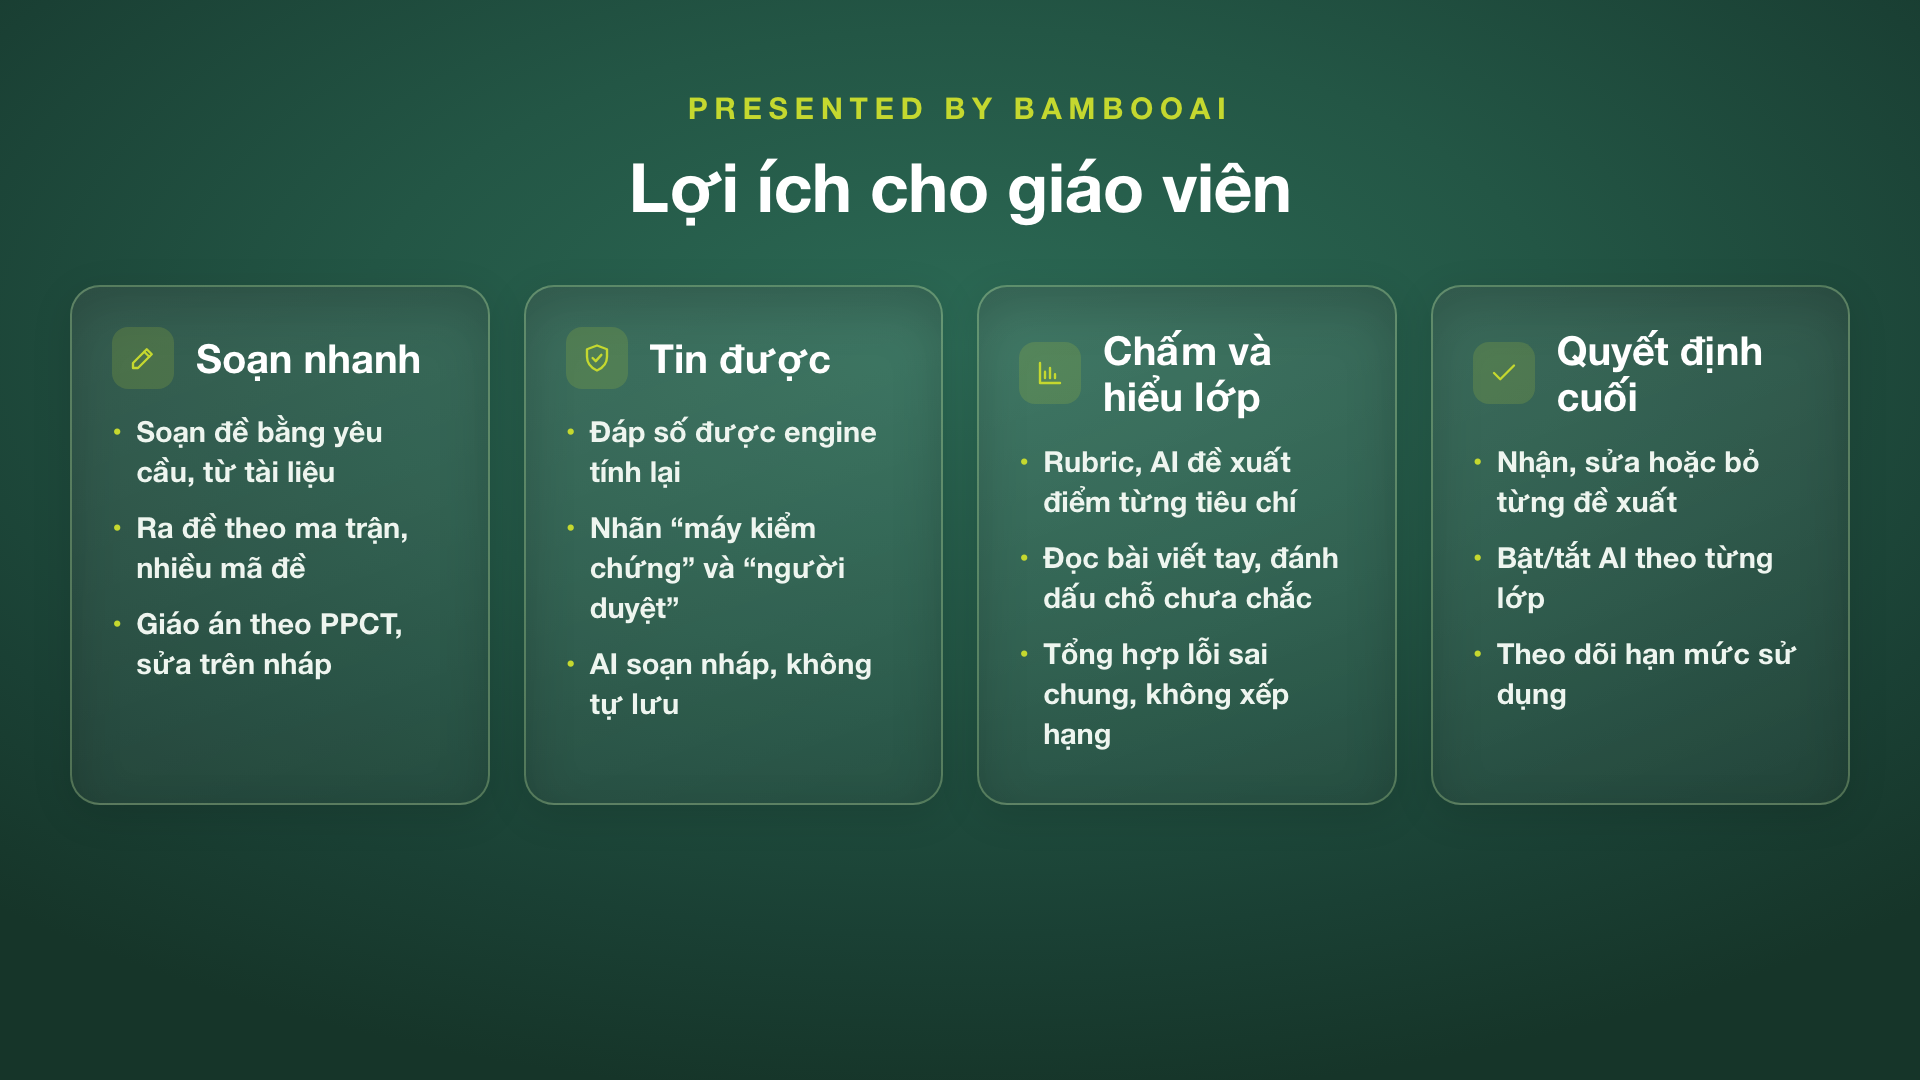 PRESENTED BY BAMBOOAI
Lợi ích cho giáo viên
Soạn nhanh
• Soạn đề bằng yêu
cầu, từ tài liệu
• Ra đề theo ma trận,
nhiều mã đề
• Giáo án theo PPCT,
sửa trên nháp
Tin được
• Đáp số được engine
tính lại
• Nhãn “máy kiểm
chứng” và “người
duyệt”
• AI soạn nháp, không
tự lưu
Chấm và
hiểu lớp
• Rubric, AI đề xuất
điểm từng tiêu chí
• Đọc bài viết tay, đánh
dấu chỗ chưa chắc
• Tổng hợp lỗi sai
chung, không xếp
hạng
Quyết định
cuối
• Nhận, sửa hoặc bỏ
từng đề xuất
• Bật/tắt AI theo từng
lớp
• Theo dõi hạn mức sử
dụng